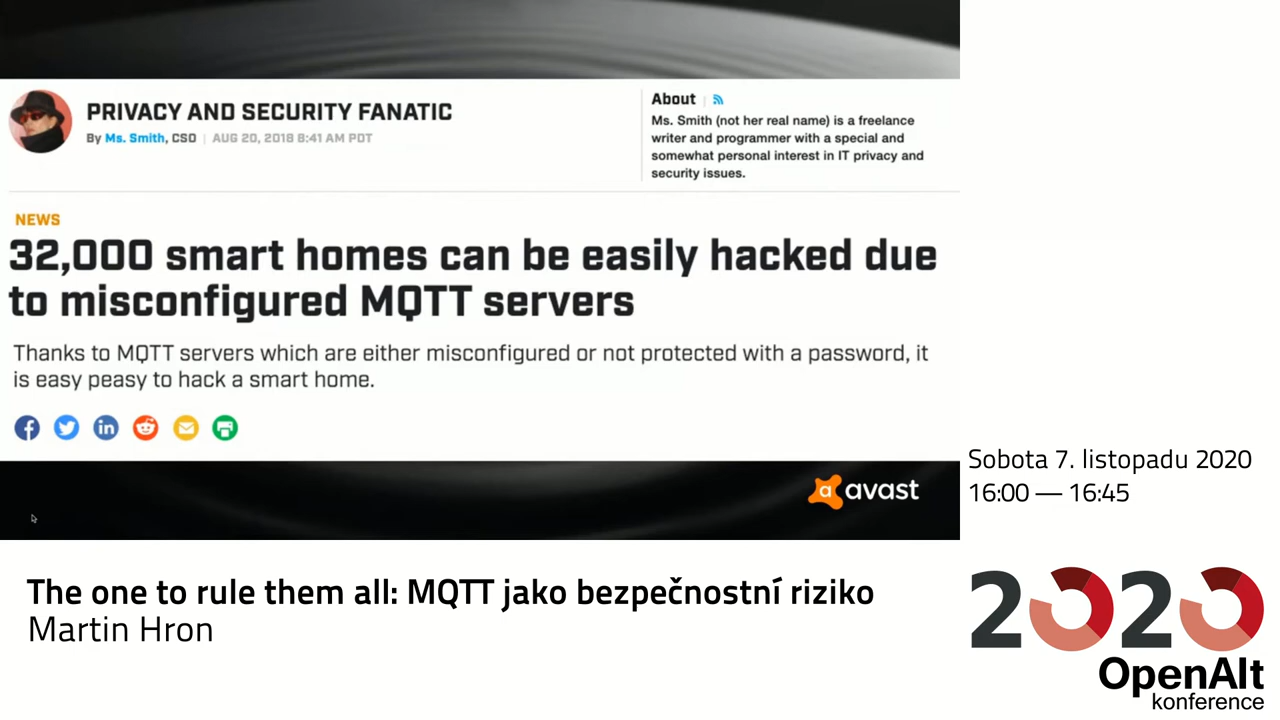 PRIVACY AND SECURITY FANATIC
By Ms. Smith, CSO | AUG 20, 2018 8:41 AM PDT
About
Ms. Smith (not her real name) is a freelance
writer and programmer with a special and
somewhat personal interest in IT privacy and
security issues.
NEWS
32,000 smart homes can be easily hacked due
to misconfigured MQTT servers
Thanks to MQTT servers which are either misconfigured or not protected with a password, it
is easy peasy to hack a smart home.
avast
Sobota 7. listopadu 2020
16:00 — 16:45
The one to rule them all: MQTT jako bezpečnostní riziko
Martin Hron
2020
OpenAlt
konference